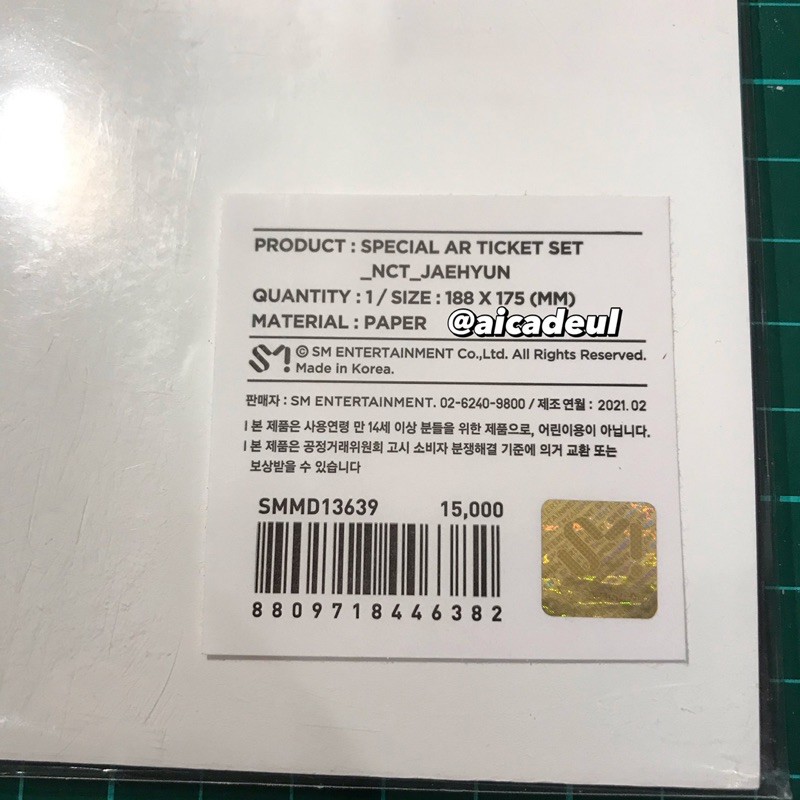 PRODUCT : SPECIAL AR TICKET SET
_NCT_JAEHYUN
QUANTITY : 1 / SIZE : 188 X 175 (MM)
MATERIAL : PAPER @aicadeul
SM! © SM ENTERTAINMENT Co.,Ltd. All Rights Reserved.
Made in Korea.
판매자 : SM ENTERTAINMENT. 02-6240-9800 / 제조연월 : 2021. 02
I 본 제품은 사용연령 만 14세 이상 분들을 위한 제품으로, 어린이용이 아닙니다.
I 본 제품은 공정거래위원회 고시 소비자 분쟁해결 기준에 의거 교환 또는
보상받을 수 있습니다
SMMD13639 15,000
SM
8809718446382